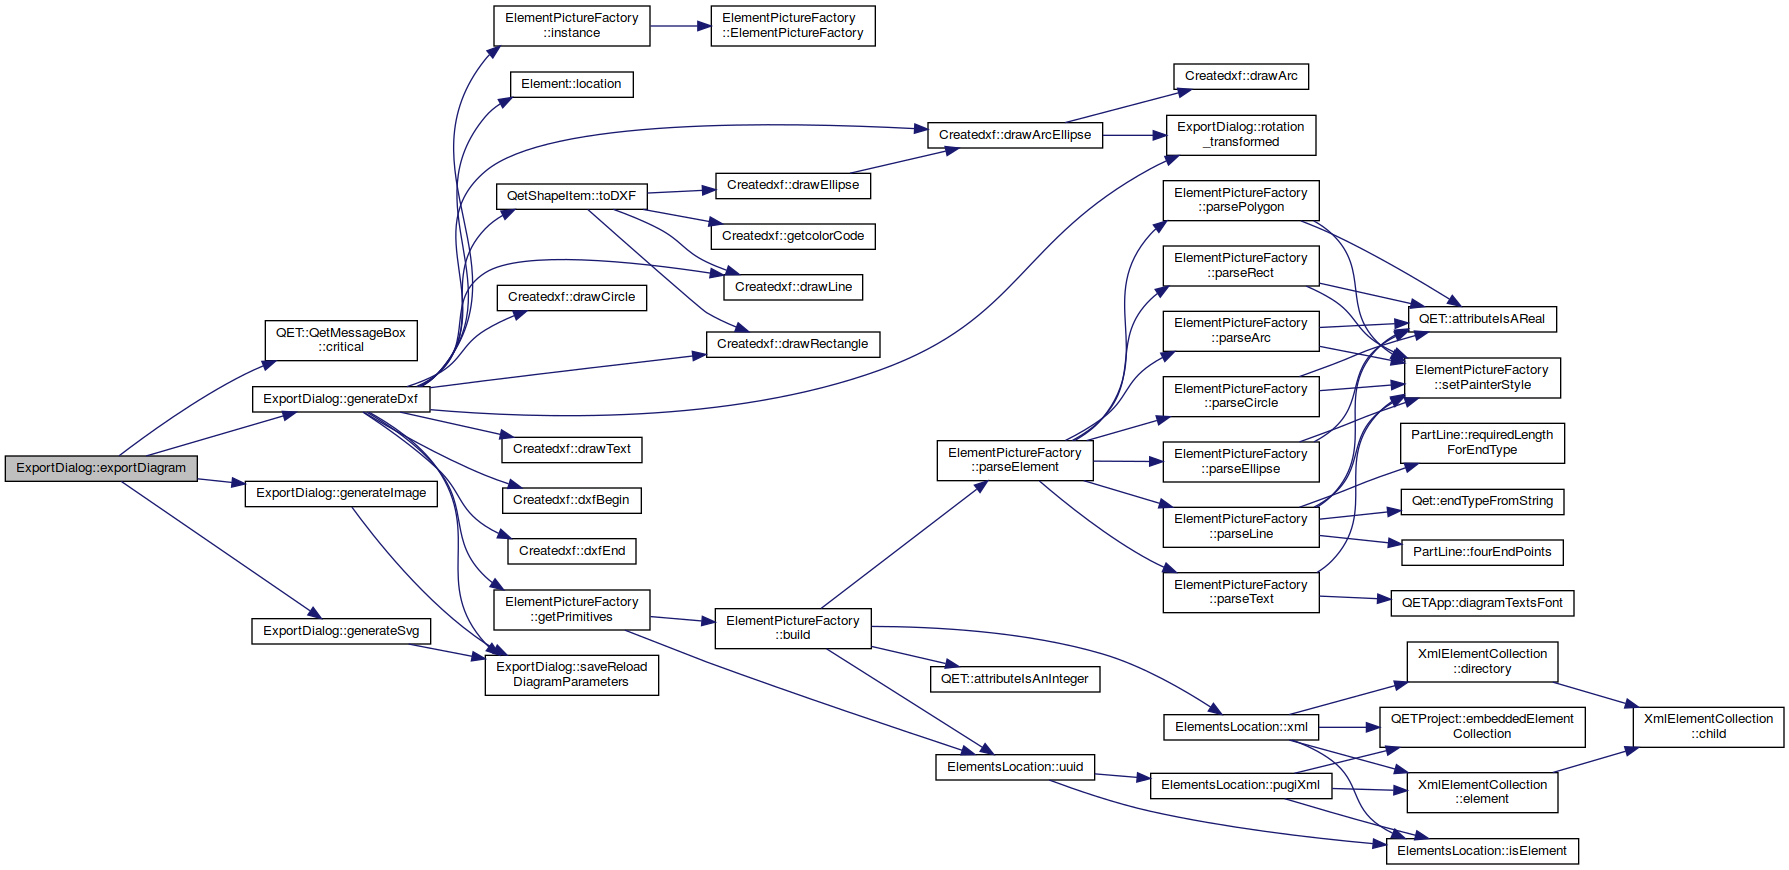 ExportDialog::exportDiagram
QET::QetMessageBox
::critical
ExportDialog::generateDxf
ExportDialog::generateImage
ExportDialog::generateSvg
ElementPictureFactory
::instance
Element::location
QetShapeItem::toDXF
Createdxf::drawCircle
Createdxf::drawText
Createdxf::dxfBegin
Createdxf::dxfEnd
ElementPictureFactory
::getPrimitives
ExportDialog::saveReload
DiagramParameters
ElementPictureFactory
::ElementPictureFactory
Createdxf::drawEllipse
Createdxf::getcolorCode
Createdxf::drawLine
Createdxf::drawRectangle
ElementPictureFactory
::build
Createdxf::drawArcEllipse
ElementPictureFactory
::parseElement
QET::attributeIsAnInteger
ElementsLocation::uuid
Createdxf::drawArc
ExportDialog::rotation
_transformed
ElementPictureFactory
::parsePolygon
ElementPictureFactory
::parseRect
ElementPictureFactory
::parseArc
ElementPictureFactory
::parseCircle
ElementPictureFactory
::parseEllipse
ElementPictureFactory
::parseLine
ElementPictureFactory
::parseText
ElementsLocation::xml
ElementsLocation::pugiXml
QET::attributeIsAReal
ElementPictureFactory
::setPainterStyle
PartLine::requiredLength
ForEndType
Qet::endTypeFromString
PartLine::fourEndPoints
QETApp::diagramTextsFont
XmlElementCollection
::directory
QETProject::embeddedElement
Collection
XmlElementCollection
::element
ElementsLocation::isElement
XmlElementCollection
::child